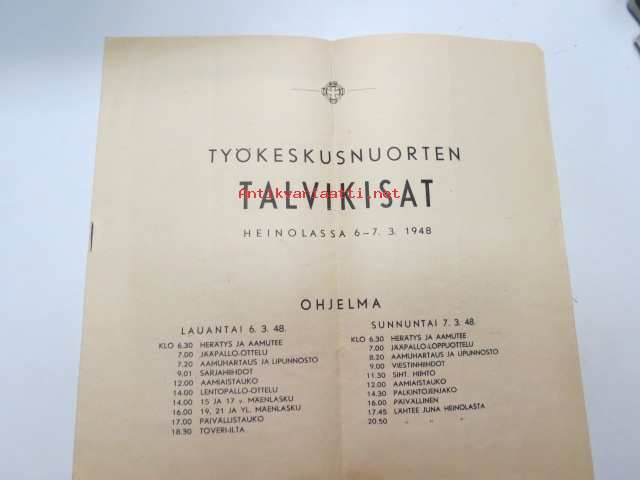 TYÖKESKUSNUORTEN
TALVIKISAT
Antikvariaatti.net
HEINOLASSA 6–7. 3. 1948
OHJELMA
LAUANTAI 6. 3. 48.
KLO 6.30 HERÄTYS JA AAMUTEE
7.00 JÄÄPALLO-OTTELU
7.20 AAMUHARTAUS JA LIPUNNOSTO
9.01 SARJAHIIHDOT
12.00 AAMIAISTAUKO
14.00 LENTOPALLO-OTTELU
14.00 15 JA 17 v. MÄENLASKU
16.00 19, 21 JA YL. MÄENLASKU
17.00 PÄIVÄLLISTAUKO
18.30 TOVERI-ILTA
SUNNUNTAI 7. 3. 48.
KLO 6.30 HERÄTYS JA AAMUTEE
7.00 JÄÄPALLO-LOPPUOTTELU
8.20 AAMUHARTAUS JA LIPUNNOSTO
9.00 VIESTINHIIHDOT
11.30 SIHT. HIIHTO
12.00 AAMIAISTAUKO
14.30 PALKINTOJENJAKO
16.00 PÄIVÄLLINEN
17.45 LÄHTEE JUNA HEINOLASTA
20.50 „ „ „